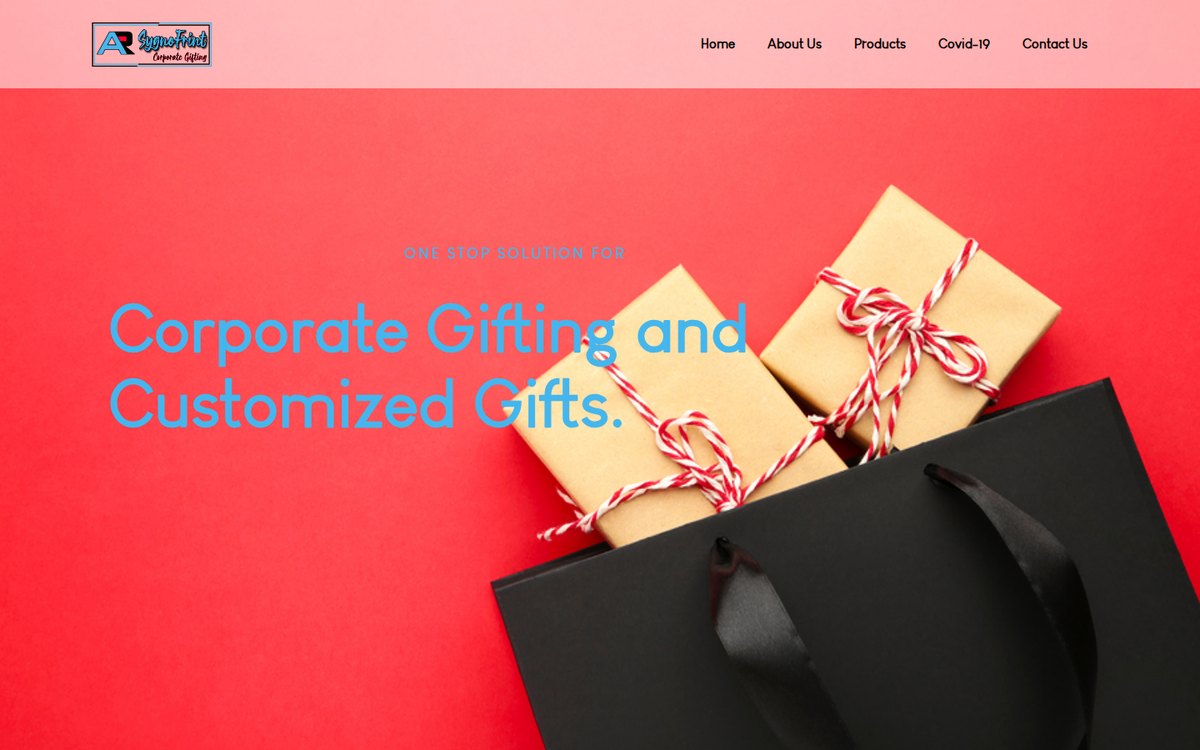 AR SygnoPrint
Corporate Gifting
Home About Us Products Covid-19 Contact Us
ONE STOP SOLUTION FOR
Corporate Gifting and
Customized Gifts.